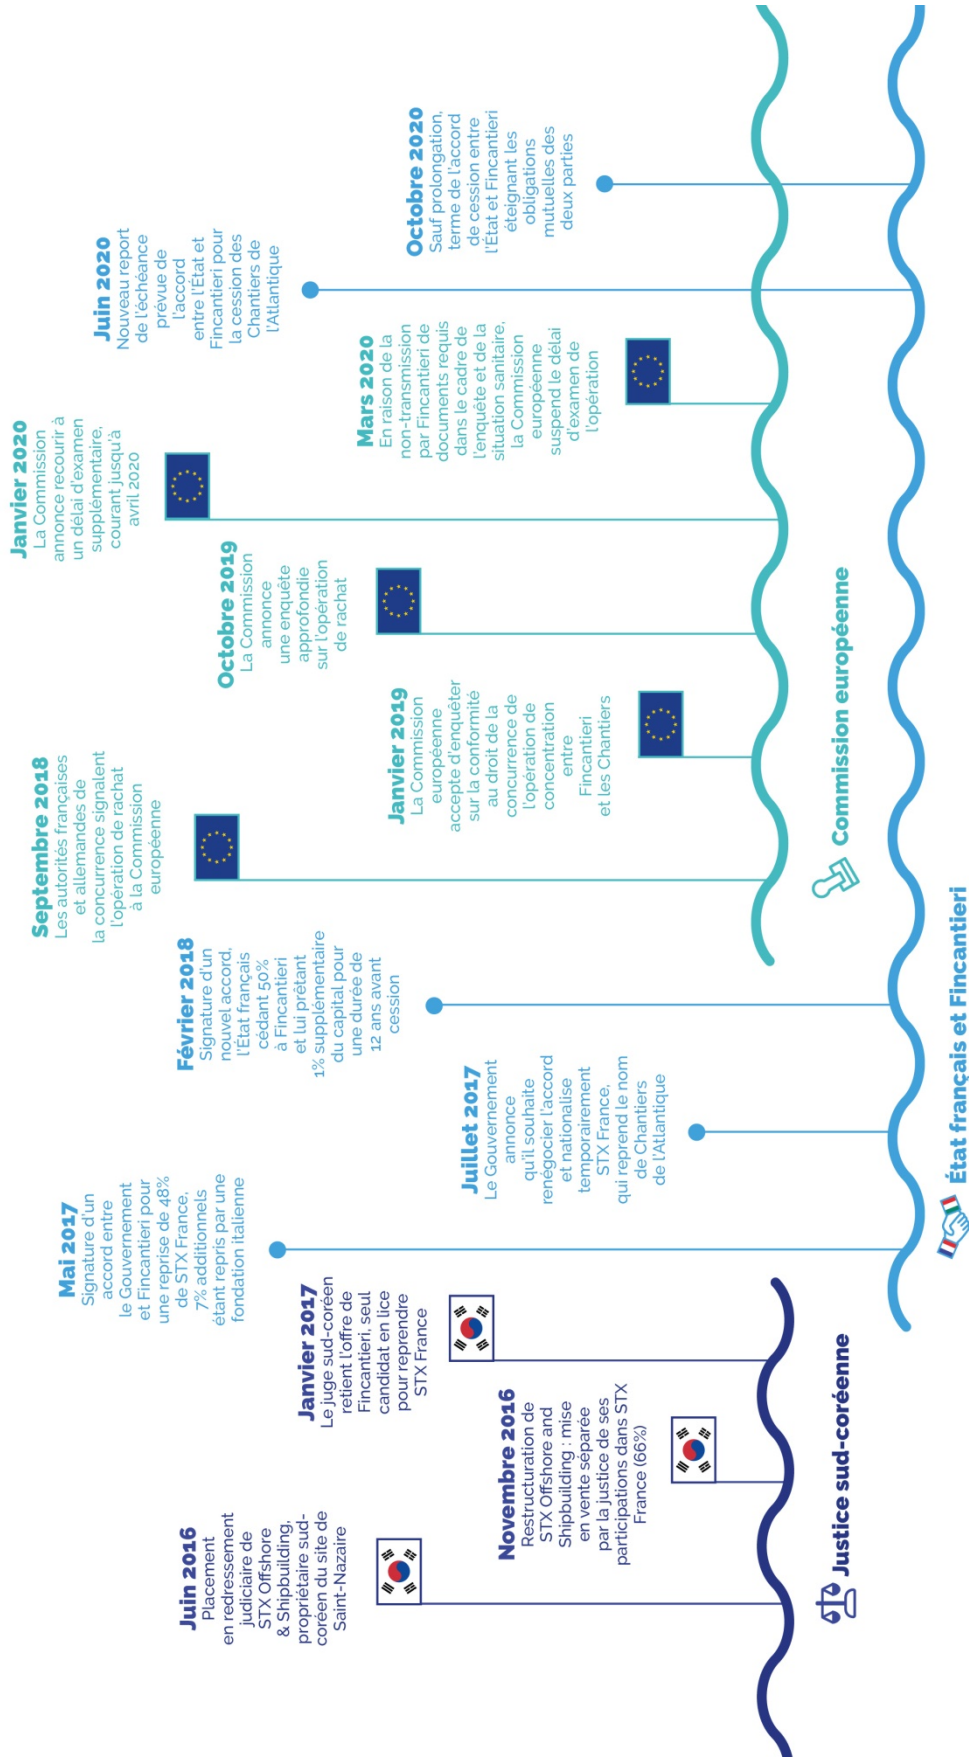 Juin 2016
Placement
en redressement
judiciaire de
STX Offshore
& Shipbuilding,
propriétaire sud-
coréen du site de
Saint-Nazaire
Novembre 2016
Restructuration de
STX Offshore and
Shipbuilding : mise
en vente séparée
par la justice de ses
participations dans STX
France (66%)
Janvier 2017
Le juge sud-coréen
retient l'offre de
Fincantieri, seul
candidat en lice
pour reprendre
STX France
Mai 2017
Signature d'un
accord entre
le Gouvernement
et Fincantieri pour
une reprise de 48%
de STX France,
7% additionnels
étant repris par une
fondation italienne
Juillet 2017
Le Gouvernement
annonce
qu'il souhaite
renégocier l'accord
et nationalise
temporairement
STX France,
qui reprend le nom
de Chantiers
de l'Atlantique
Février 2018
Signature d'un
nouvel accord,
l'État français
cédant 50%
à Fincantieri
et lui prêtant
1% supplémentaire
du capital pour
une durée de
12 ans avant
cession
Septembre 2018
Les autorités françaises
et allemandes de
la concurrence signalent
l'opération de rachat
à la Commission
européenne
Janvier 2019
La Commission
européenne
accepte d'enquêter
sur la conformité
au droit de la
concurrence de
l'opération de
concentration
entre
Fincantieri
et les Chantiers
Octobre 2019
La Commission
annonce
une enquête
approfondie
sur l'opération
de rachat
Janvier 2020
La Commission
annonce recourir à
un délai d'examen
supplémentaire,
courant jusqu'à
avril 2020
Mars 2020
En raison de la
non-transmission
par Fincantieri de
documents requis
dans le cadre de
l'enquête et de la
situation sanitaire,
la Commission
européenne
suspend le délai
d'examen de
l'opération
Juin 2020
Nouveau report
de l'échéance
prévue de
l'accord
entre l'État et
Fincantieri pour
la cession des
Chantiers de
l'Atlantique
Octobre 2020
Sauf prolongation,
terme de l'accord
de cession entre
l'État et Fincantieri
éteignant les
obligations
mutuelles des
deux parties
Justice sud-coréenne
Commission européenne
État français et Fincantieri